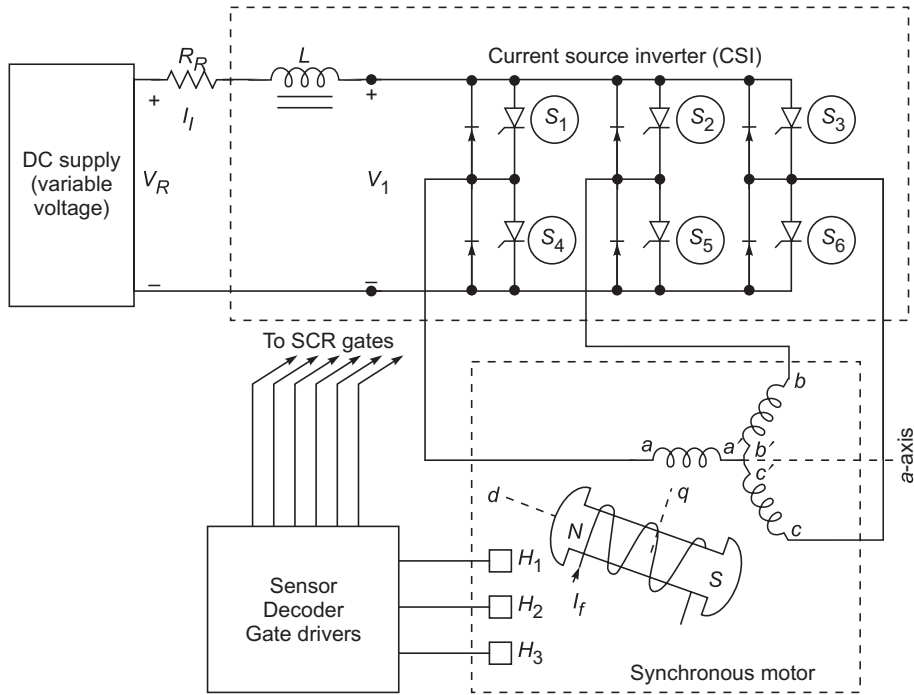 R_R
L
Current source inverter (CSI)
+
I_I
+
DC supply
(variable
voltage)
V_R
V_1
S_1
S_2
S_3
S_4
S_5
S_6
–
–
To SCR gates
b
a
a′
b′
c′
a-axis
d
q
c
N
S
I_f
Sensor
Decoder
Gate drivers
H_1
H_2
H_3
Synchronous motor